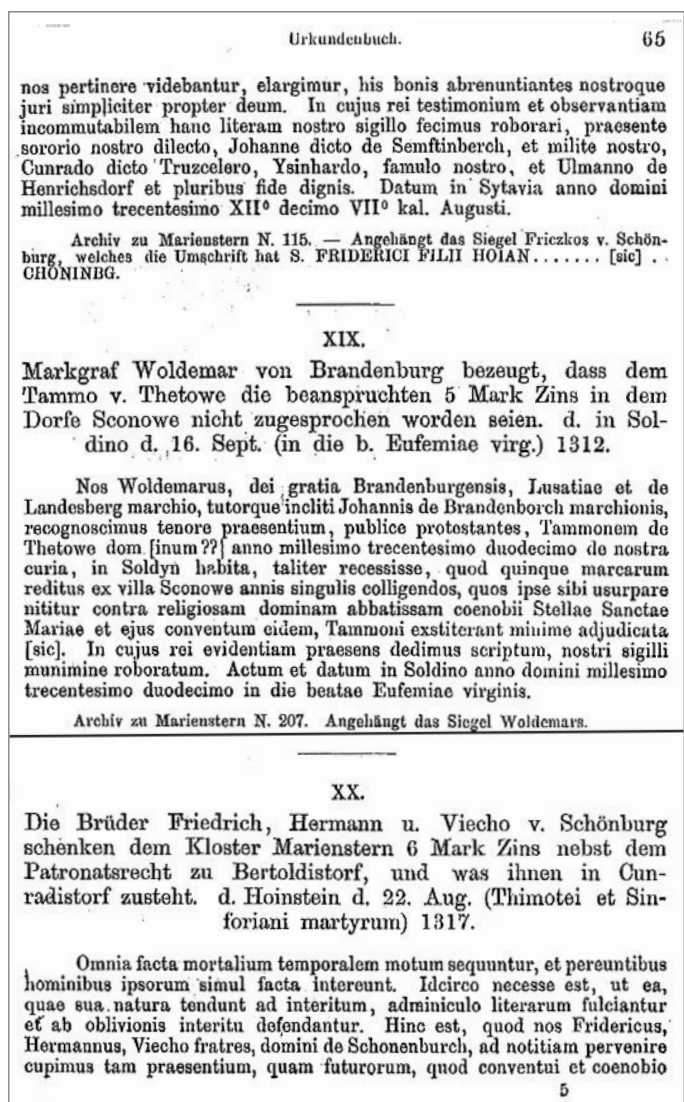 Urkundenbuch. 65
nos pertinere videbantur, elargimur, his bonis abrenuntiantes nostroque
juri simpliciter propter deum. In cujus rei testimonium et observantiam
incommutabilem hanc literam nostro sigillo fecimus roborari, praesente
sororio nostro dilecto, Johanne dicto de Semftinberch, et milite nostro,
Cunrado dicto Truzcelero, Ysinhardo, famulo nostro, et Ulmanno de
Henrichsdorf et pluribus fide dignis. Datum in Sytavia anno domini
millesimo trecentesimo XII⁰ decimo VII⁰ kal. Augusti.
Archiv zu Marienstern N. 115. — Angehängt das Siegel Friczkos v. Schön-
burg, welches die Umschrift hat S. FRIDERICI FILII HOIAN....... [sic] . .
CHONINBG.
XIX.
Markgraf Woldemar von Brandenburg bezeugt, dass dem
Tammo v. Thetowe die beanspruchten 5 Mark Zins in dem
Dorfe Sconowe nicht zugesprochen worden seien. d. in Sol-
dino d. 16. Sept. (in die b. Eufemiae virg.) 1312.
Nos Woldemarus, dei gratia Brandenburgensis, Lusatiae et de
Landesberg marchio, tutorque incliti Johannis de Brandenborch marchionis,
recognoscimus tenore praesentium, publice protestantes, Tammonem de
Thetowe dom [inum ??] anno millesimo trecentesimo duodecimo de nostra
curia, in Soldyn habita, taliter recessisse, quod quinque marcarum
reditus ex villa Sconowe annis singulis colligendos, quos ipse sibi usurpare
nititur contra religiosam dominam abbatissam coenobii Stellae Sanctae
Mariae et ejus conventum eidem, Tammoni exstiterant minime adjudicata
[sic]. In cujus rei evidentiam praesens dedimus scriptum, nostri sigilli
munimine roboratum. Actum et datum in Soldino anno domini millesimo
trecentesimo duodecimo in die beatae Eufemiae virginis.
Archiv zu Marienstern N. 207. Angehängt das Siegel Woldemars.
XX.
Die Brüder Friedrich, Hermann u. Viecho v. Schönburg
schenken dem Kloster Marienstern 6 Mark Zins nebst dem
Patronatsrecht zu Bertoldistorf, und was ihnen in Cun-
radistorf zusteht. d. Hoinstein d. 22. Aug. (Thimotei et Sin-
foriani martyrum) 1317.
Omnia facta mortalium temporalem motum sequuntur, et pereuntibus
hominibus ipsorum simul facta intereunt. Idcirco necesse est, ut ea,
quae sua natura tendunt ad interitum, adminiculo literarum fulciantur
et ab oblivionis interitu defendantur. Hinc est, quod nos Fridericus,
Hermannus, Viecho fratres, domini de Schonenburch, ad notitiam pervenire
cupimus tam praesentium, quam futurorum, quod conventui et coenobio
5